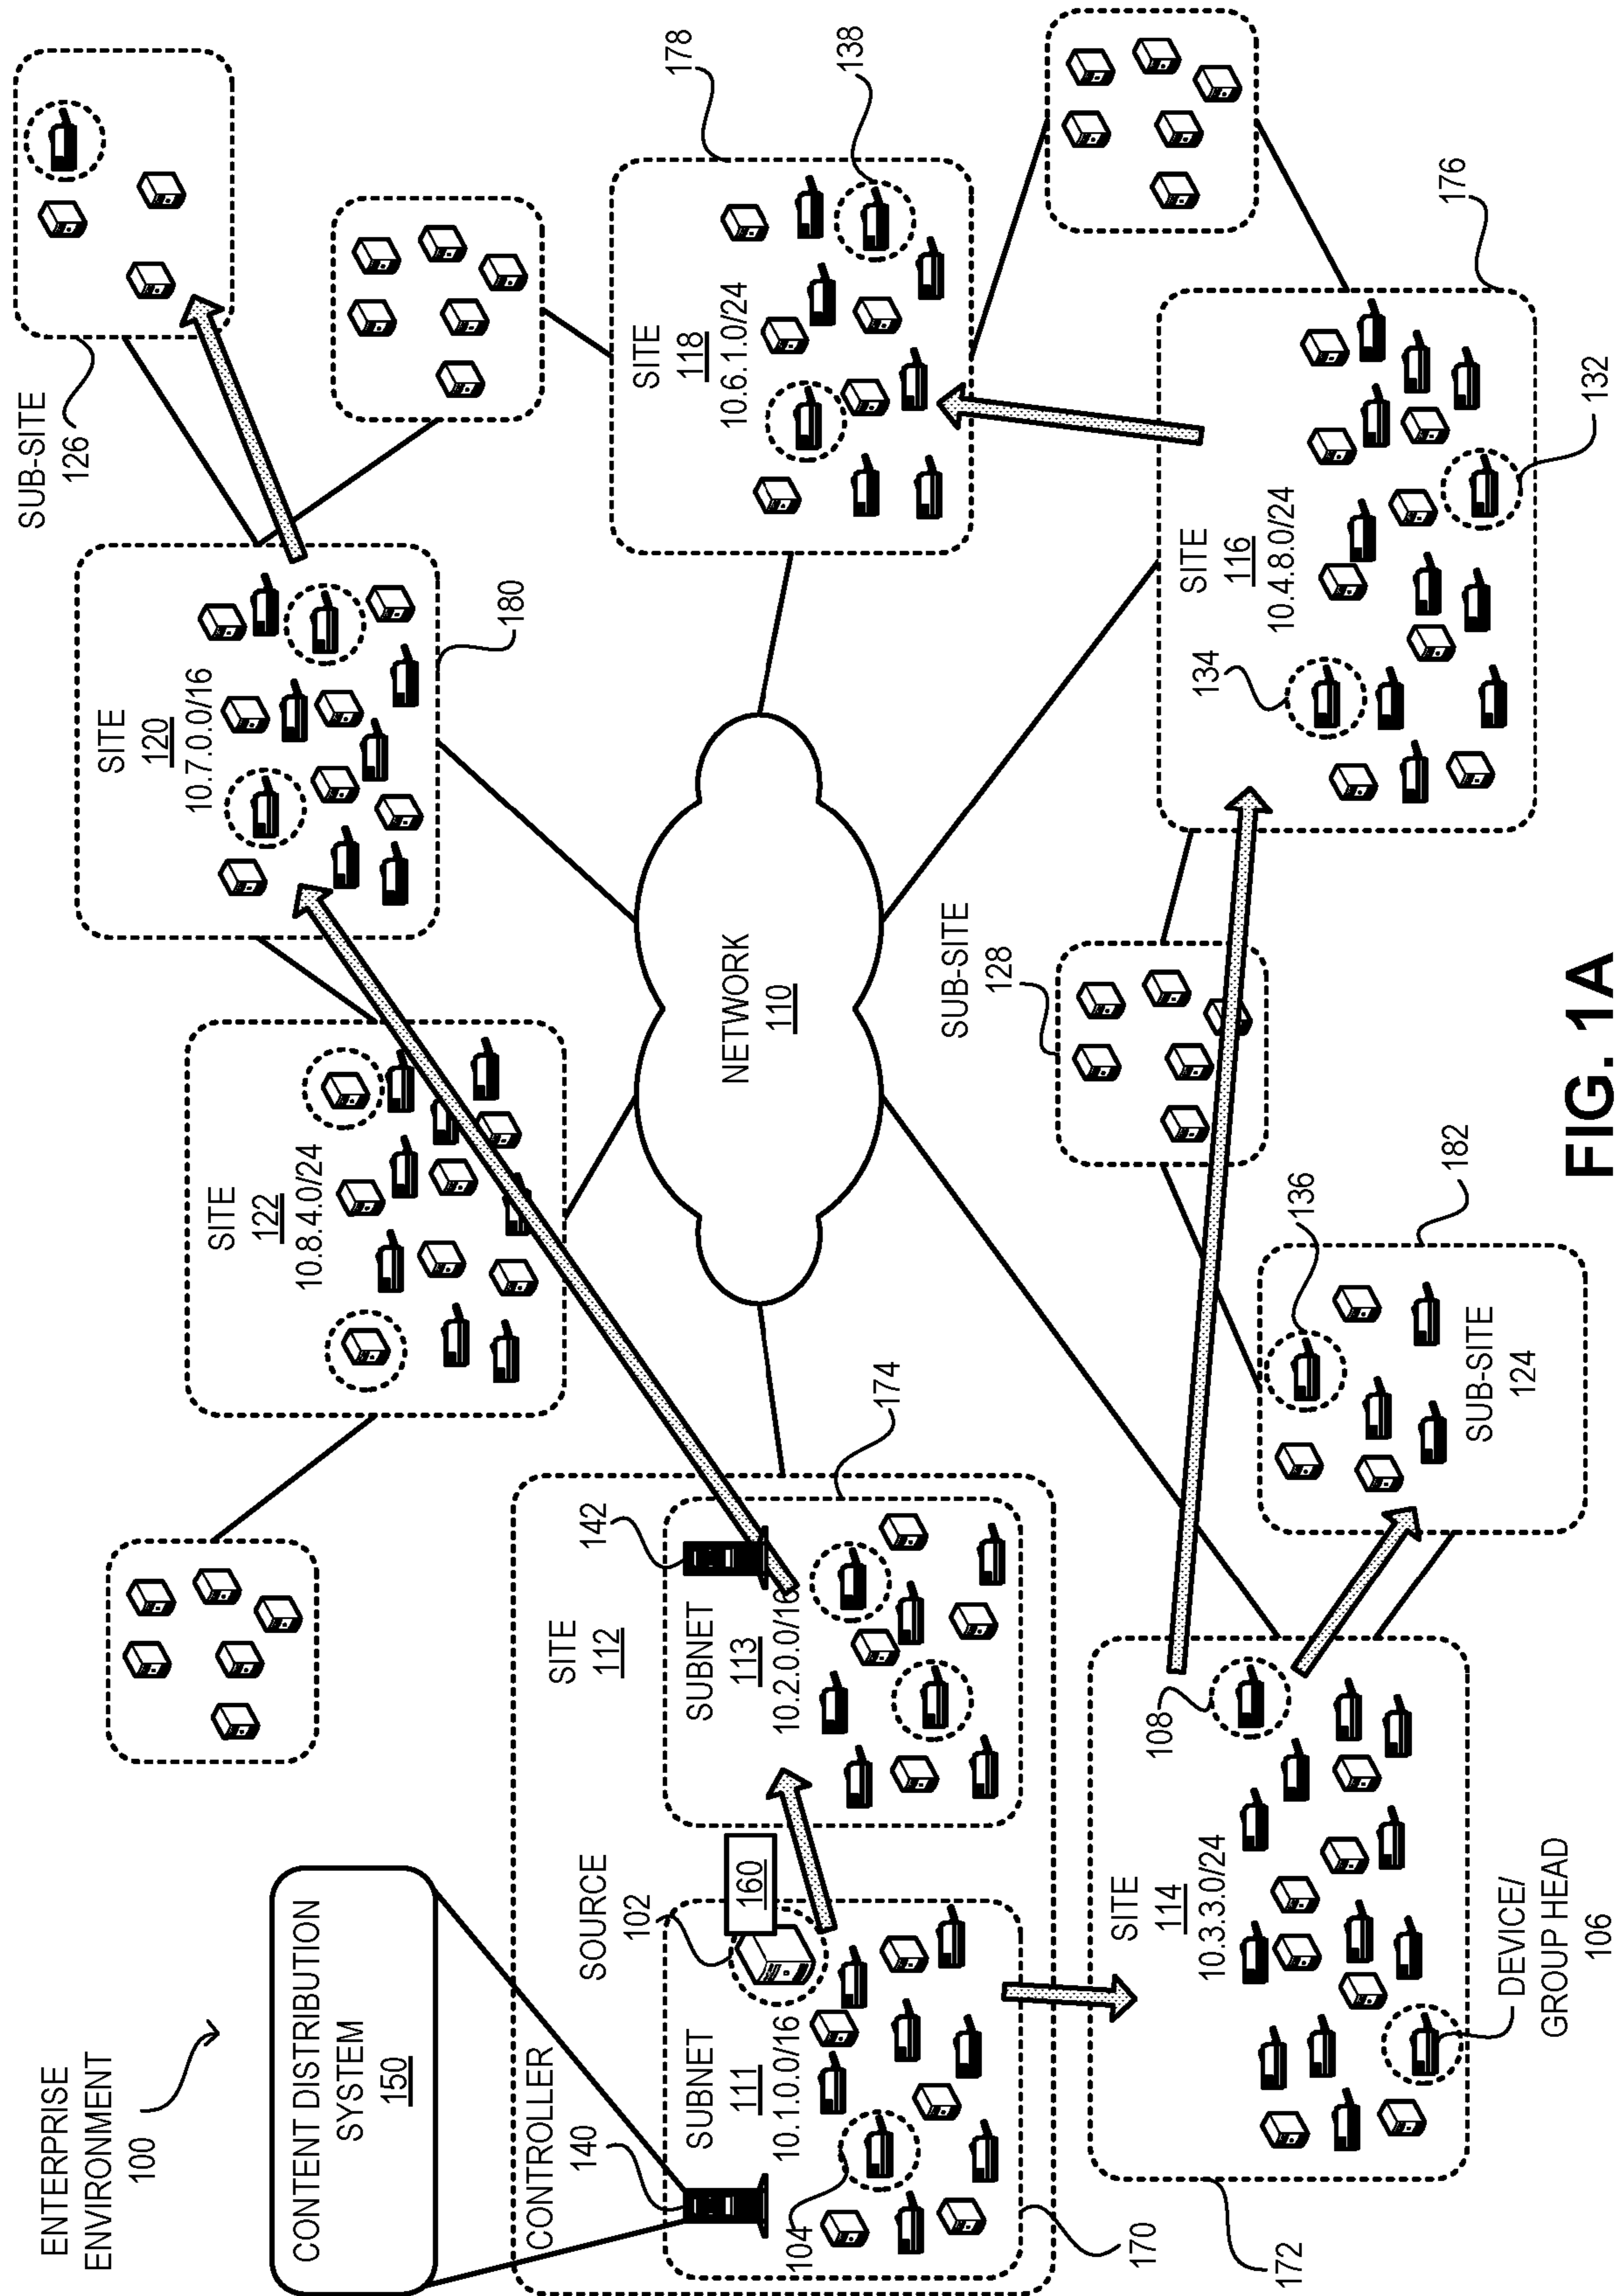 ENTERPRISE
ENVIRONMENT
100
CONTENT DISTRIBUTION
SYSTEM
150
CONTROLLER
140
SUBNET
111
10.1.0.0/16
104
170
SOURCE
102
160
SITE
112
142
SUBNET
113
10.2.0.0/16
174
SITE
122
10.8.4.0/24
SITE
120
10.7.0.0/16
180
SUB-SITE
126
NETWORK
110
SITE
118
10.6.1.0/24
178
138
SITE
114
10.3.3.0/24
108
172
DEVICE/
GROUP HEAD
106
SUB-SITE
124
136
182
SUB-SITE
128
SITE
116
10.4.8.0/24
134
132
176
FIG. 1A